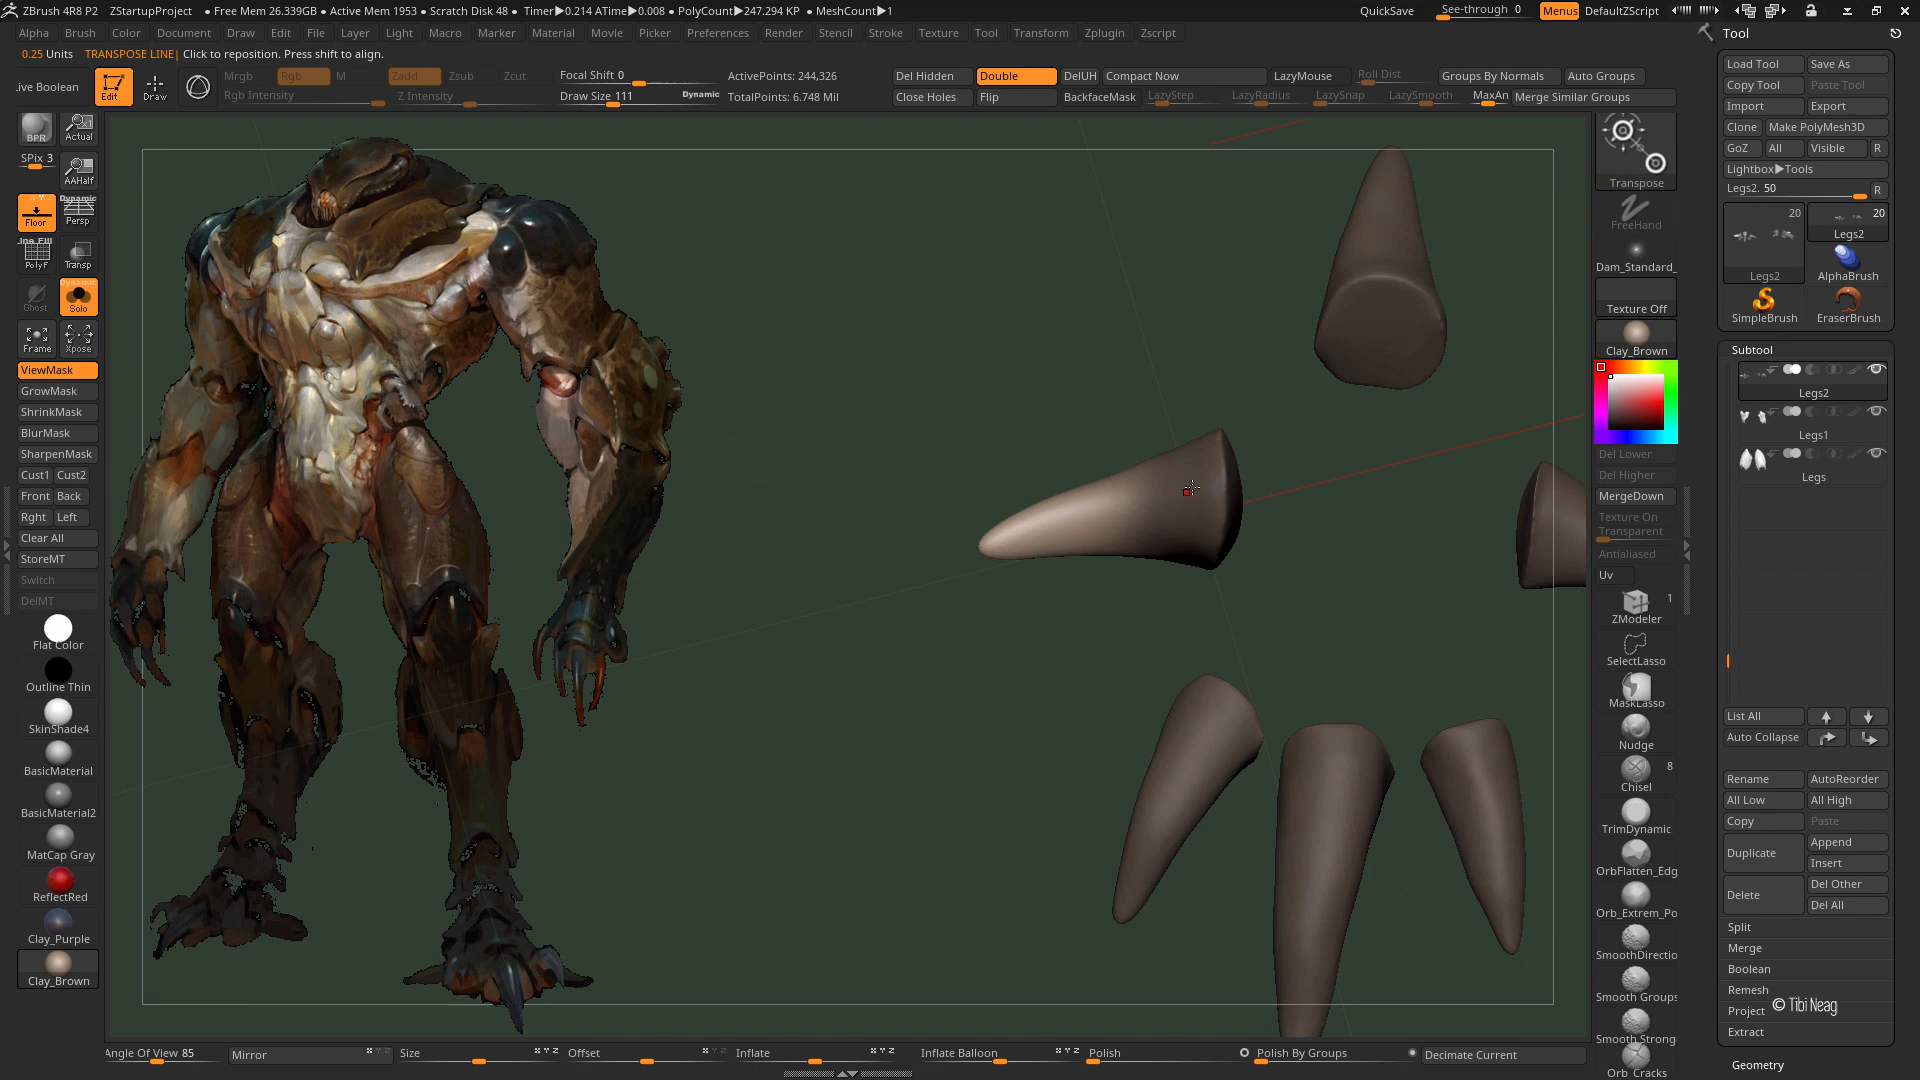 ZBrush 4R8 P2 ZStartupProject • Free Mem 26.339GB • Active Mem 1953 • Scratch Disk 48 • Timer▶0.214 ATime▶0.008 • PolyCount▶247.294 KP • MeshCount▶1 QuickSave See-through 0 Menus DefaultZScript
Alpha Brush Color Document Draw Edit File Layer Light Macro Marker Material Movie Picker Preferences Render Stencil Stroke Texture Tool Transform Zplugin Zscript
0.25 Units TRANSPOSE LINE| Click to reposition. Press shift to align.
.ive Boolean Edit Draw
Mrgb Rgb M Zadd Zsub Zcut
Rgb Intensity Z Intensity
Focal Shift 0 ActivePoints: 244,326
Draw Size 111 Dynamic TotalPoints: 6.748 Mil
Del Hidden Double DelUH Compact Now LazyMouse Roll Dist Groups By Normals Auto Groups
Close Holes Flip BackfaceMask LazyStep LazyRadius LazySnap LazySmooth MaxAn Merge Similar Groups
BPR Actual
SPix 3 AAHalf
Floor Dynamic Persp
PolyF Transp
Ghost Dynamic Solo
Frame Xpose
ViewMask
GrowMask
ShrinkMask
BlurMask
SharpenMask
Cust1 Cust2
Front Back
Rght Left
Clear All
StoreMT
Switch
DelMT
Flat Color
Outline Thin
SkinShade4
BasicMaterial
BasicMaterial2
MatCap Gray
ReflectRed
Clay_Purple
Clay_Brown
Angle Of View 85 Mirror Size Offset Inflate Inflate Balloon Polish Polish By Groups Decimate Current
Transpose
FreeHand
Dam_Standard_
Texture Off
Clay_Brown
Del Lower
Del Higher
MergeDown
Texture On
Transparent
Antialiased
Uv
1
ZModeler
SelectLasso
MaskLasso
Nudge
8
Chisel
TrimDynamic
OrbFlatten_Edg
Orb_Extrem_Po
SmoothDirectio
Smooth Groups
Smooth Strong
Orb_Cracks
Tool
Load Tool Save As
Copy Tool Paste Tool
Import Export
Clone Make PolyMesh3D
GoZ All Visible R
Lightbox▶Tools
Legs2. 50 R
20 20
Legs2
Legs2 AlphaBrush
SimpleBrush EraserBrush
Subtool
Legs2
Legs1
Legs
List All
Auto Collapse
Rename AutoReorder
All Low All High
Copy Paste
Duplicate Append
Insert
Delete Del Other
Del All
Split
Merge
Boolean
Remesh
Project © Tibi Neag
Extract
Geometry